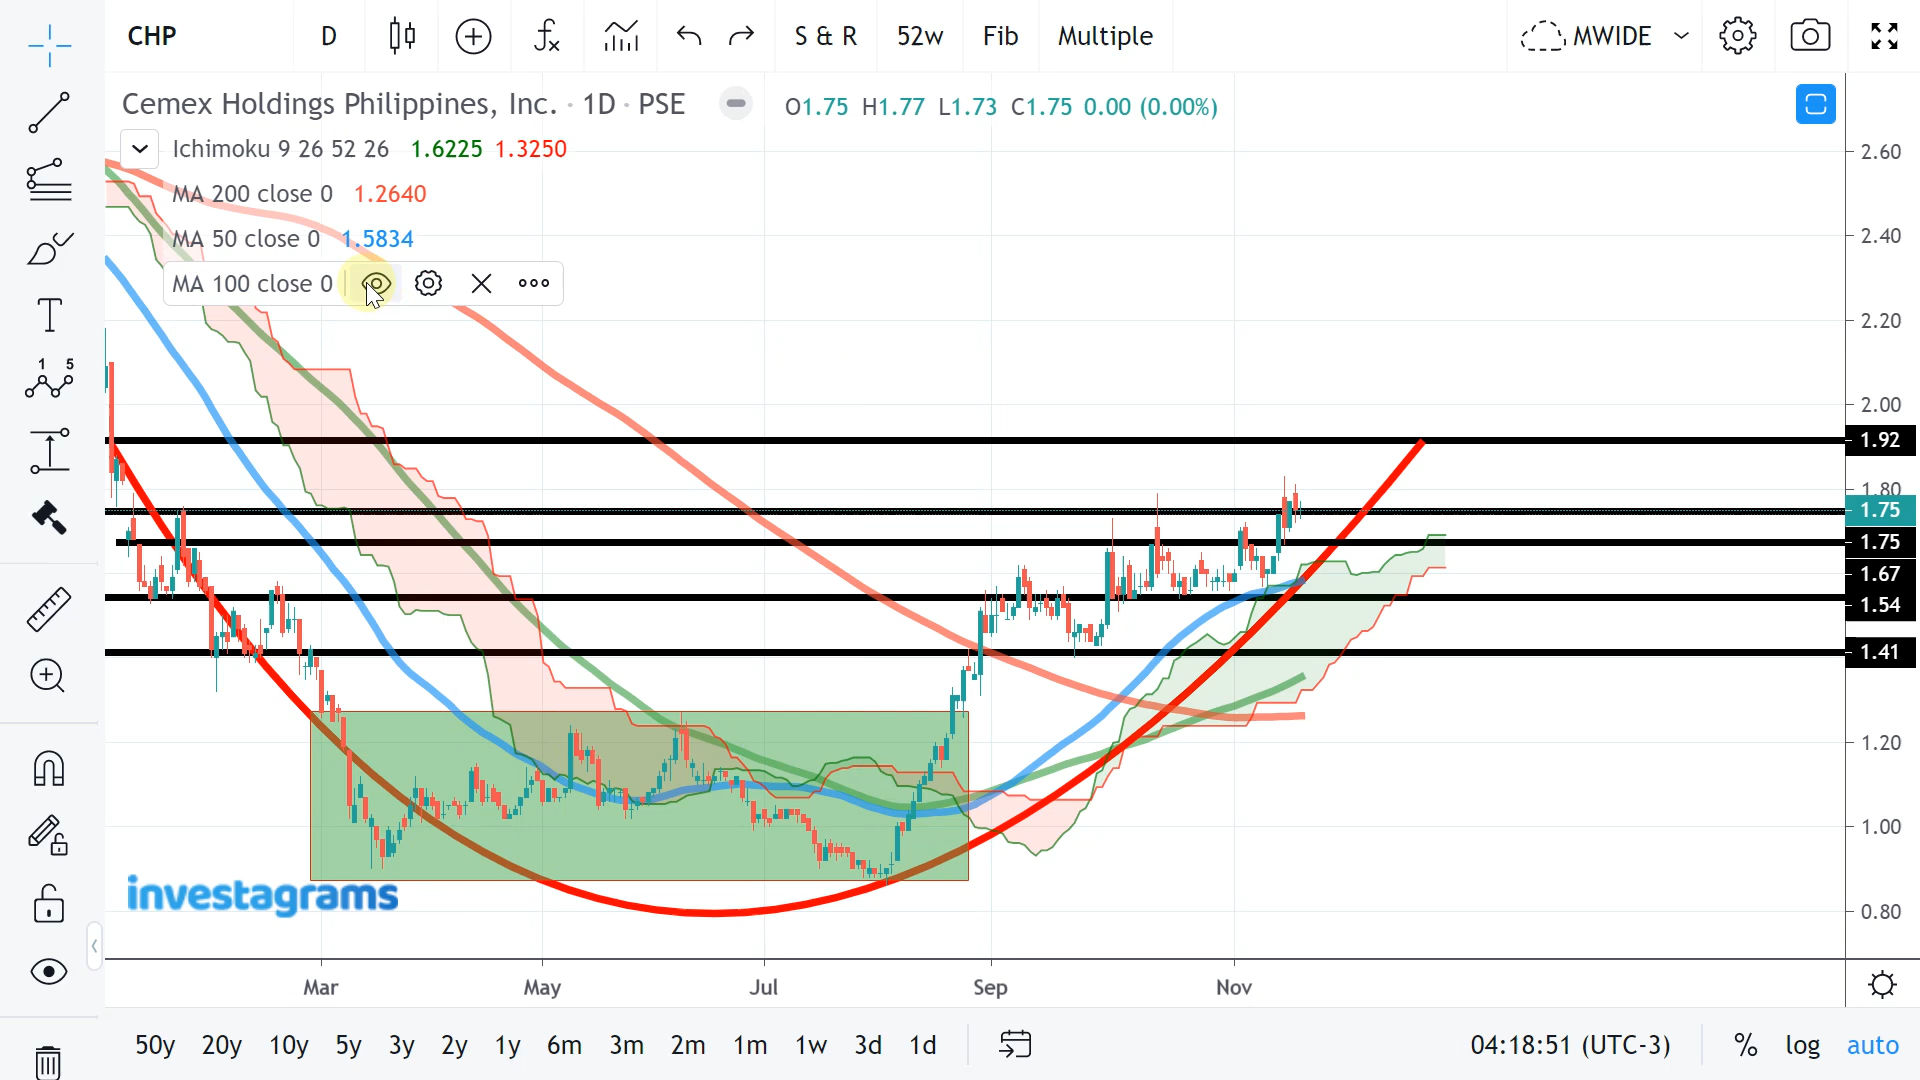 CHP D S & R 52w Fib Multiple MWIDE
Cemex Holdings Philippines, Inc. · 1D · PSE O1.75 H1.77 L1.73 C1.75 0.00 (0.00%)
Ichimoku 9 26 52 26 1.6225 1.3250
MA 200 close 0 1.2640
MA 50 close 0 1.5834
MA 100 close 0
1 5
2.60
2.40
2.20
2.00
1.92
1.80
1.75
1.75
1.67
1.54
1.41
1.20
1.00
0.80
investagrams
Mar May Jul Sep Nov
50y 20y 10y 5y 3y 2y 1y 6m 3m 2m 1m 1w 3d 1d 04:18:51 (UTC-3) % log auto